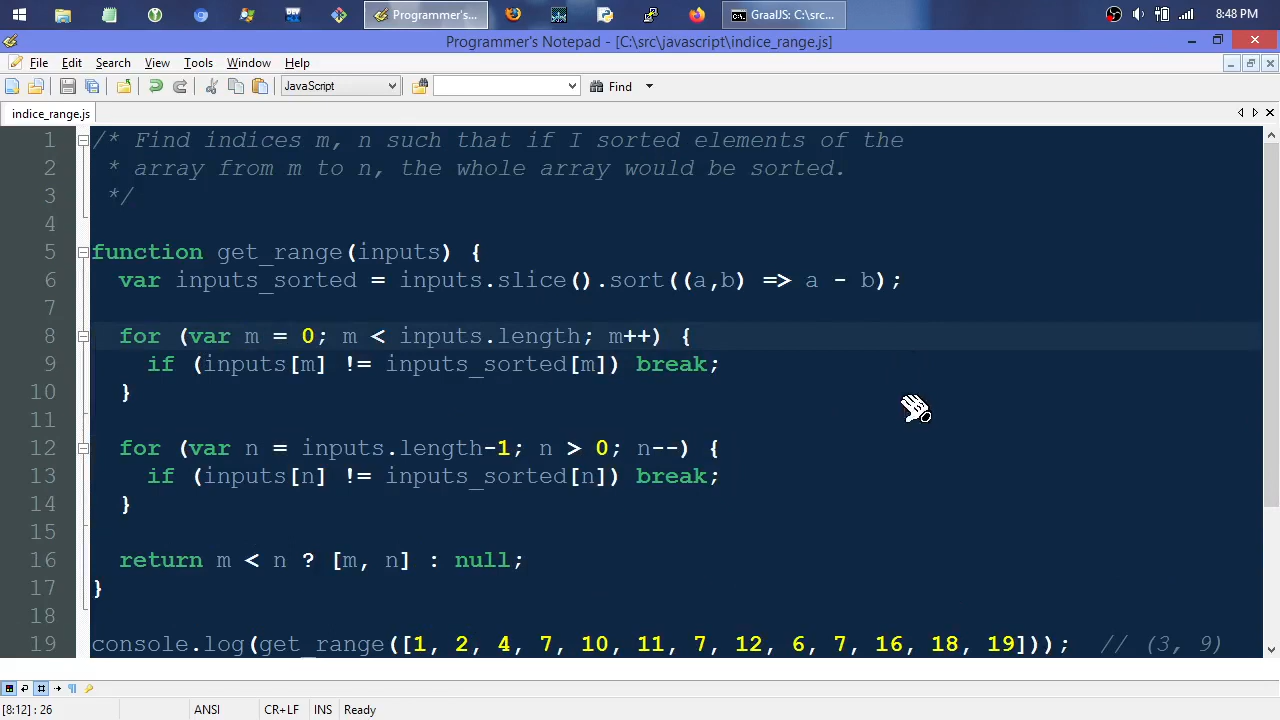 Programmer's...
GraalJS: C:\src...
8:48 PM
Programmer's Notepad - [C:\src\javascript\indice_range.js]
File Edit Search View Tools Window Help
JavaScript
Find
indice_range.js
1 /* Find indices m, n such that if I sorted elements of the
2 * array from m to n, the whole array would be sorted.
3 */
4
5 function get_range(inputs) {
6 var inputs_sorted = inputs.slice().sort((a,b) => a - b);
7
8 for (var m = 0; m < inputs.length; m++) {
9 if (inputs[m] != inputs_sorted[m]) break;
10 }
11
12 for (var n = inputs.length-1; n > 0; n--) {
13 if (inputs[n] != inputs_sorted[n]) break;
14 }
15
16 return m < n ? [m, n] : null;
17 }
18
19 console.log(get_range([1, 2, 4, 7, 10, 11, 7, 12, 6, 7, 16, 18, 19])); // (3, 9)
[8:12] : 26 ANSI CR+LF INS Ready